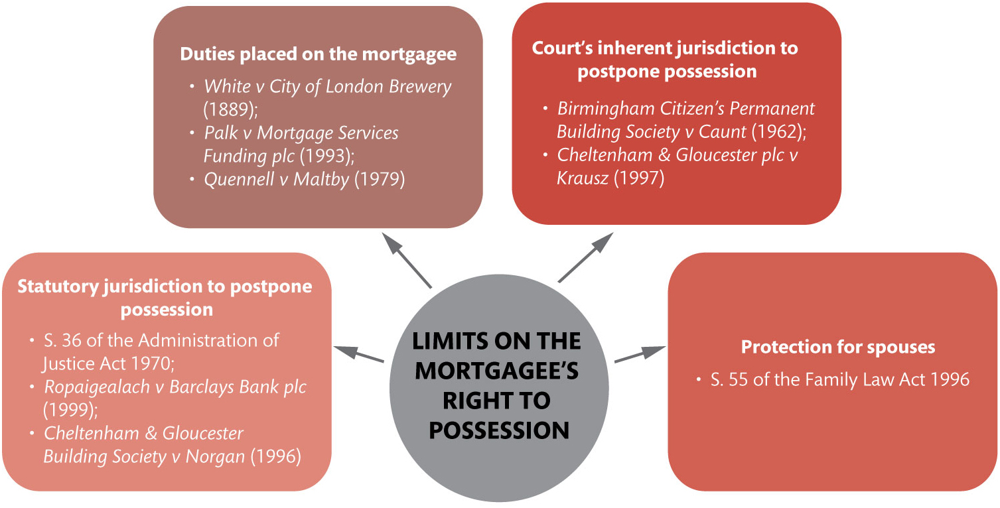 Duties placed on the mortgagee
• White v City of London Brewery
(1889);
• Palk v Mortgage Services
Funding plc (1993);
• Quennell v Maltby (1979)
Court’s inherent jurisdiction to
postpone possession
• Birmingham Citizen’s Permanent
Building Society v Caunt (1962);
• Cheltenham & Gloucester plc v
Krausz (1997)
Statutory jurisdiction to postpone
possession
• S. 36 of the Administration of
Justice Act 1970;
• Ropaigealach v Barclays Bank plc
(1999);
• Cheltenham & Gloucester
Building Society v Norgan (1996)
LIMITS ON THE
MORTGAGEE’S
RIGHT TO
POSSESSION
Protection for spouses
• S. 55 of the Family Law Act 1996